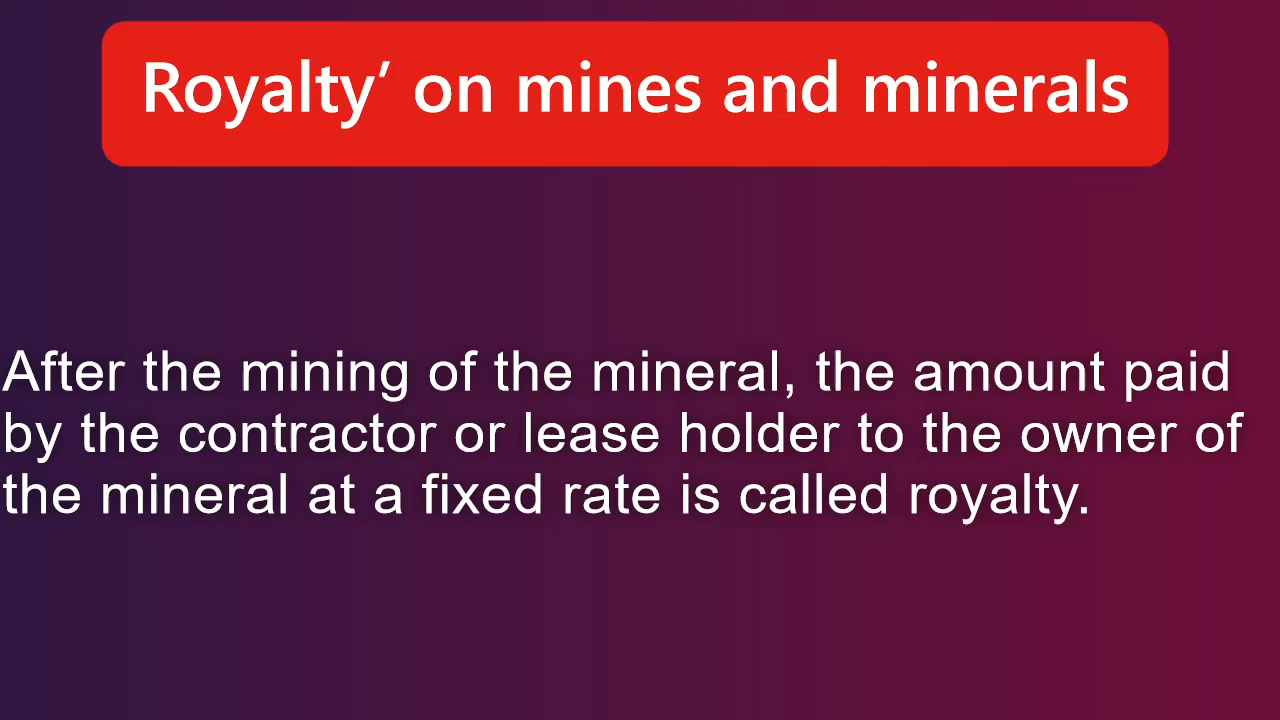 Royalty’ on mines and minerals
After the mining of the mineral, the amount paid
by the contractor or lease holder to the owner of
the mineral at a fixed rate is called royalty.